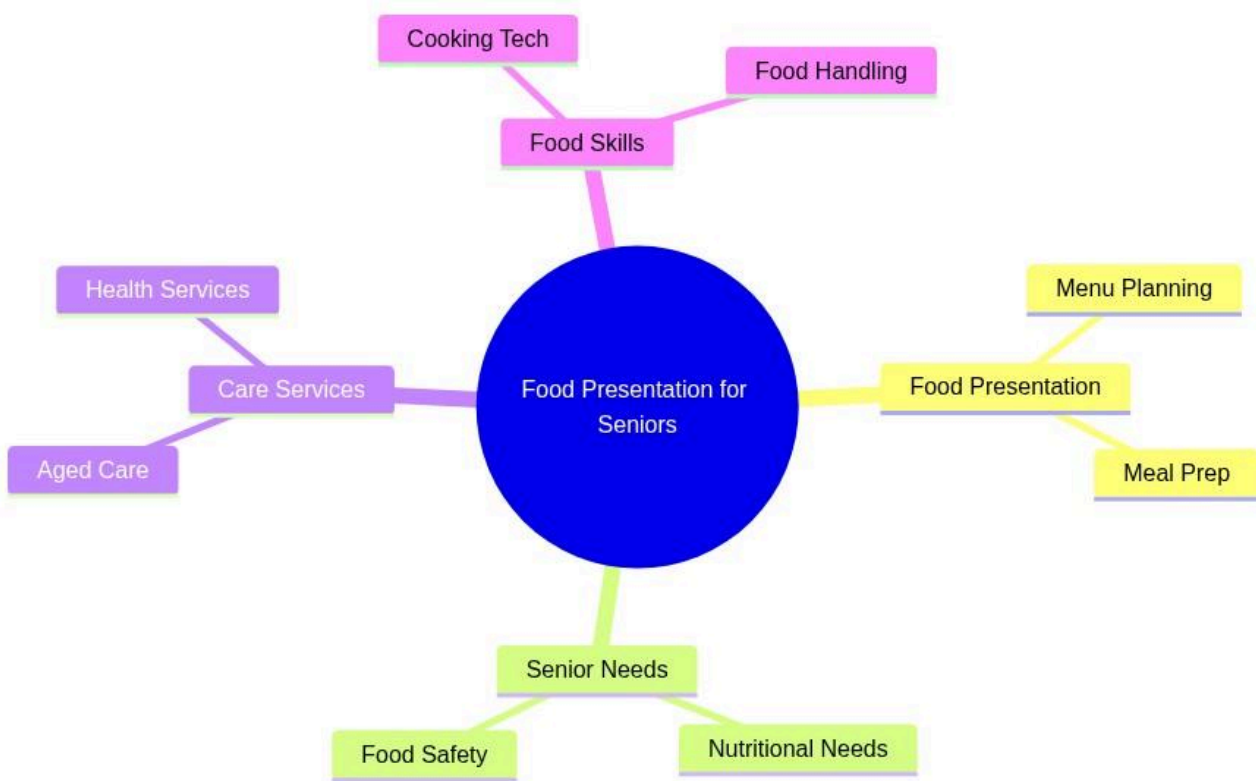 Cooking Tech
Food Handling
Food Skills
Health Services
Menu Planning
Care Services
Food Presentation for
Seniors
Food Presentation
Aged Care
Meal Prep
Senior Needs
Food Safety
Nutritional Needs